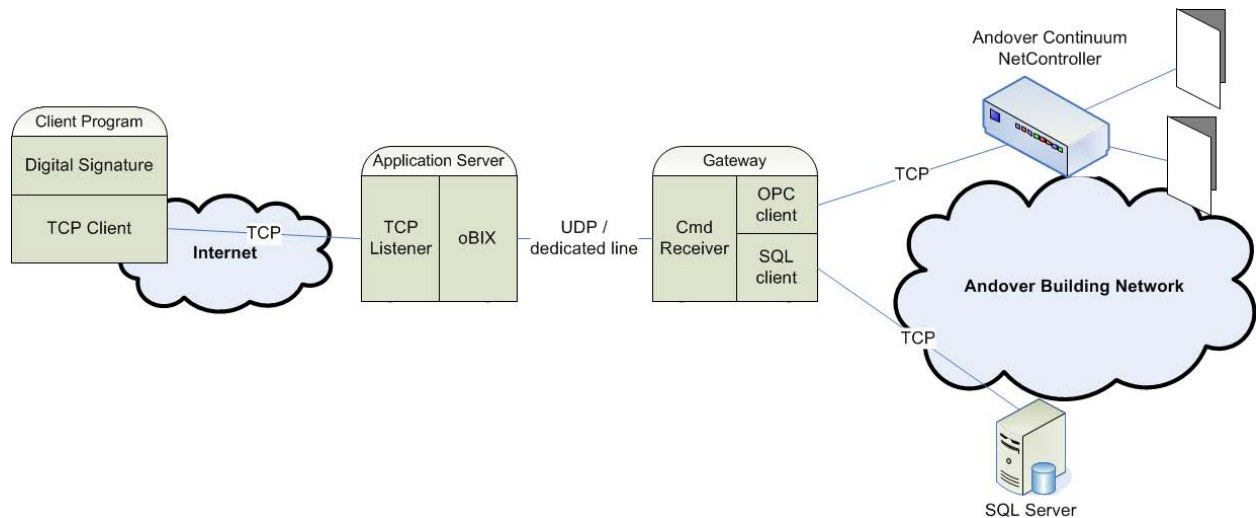 Client Program
Digital Signature
TCP Client
TCP
Internet
Application Server
TCP
Listener
oBIX
UDP /
dedicated line
Gateway
Cmd
Receiver
OPC
client
SQL
client
TCP
TCP
Andover Continuum
NetController
Andover Building Network
SQL Server